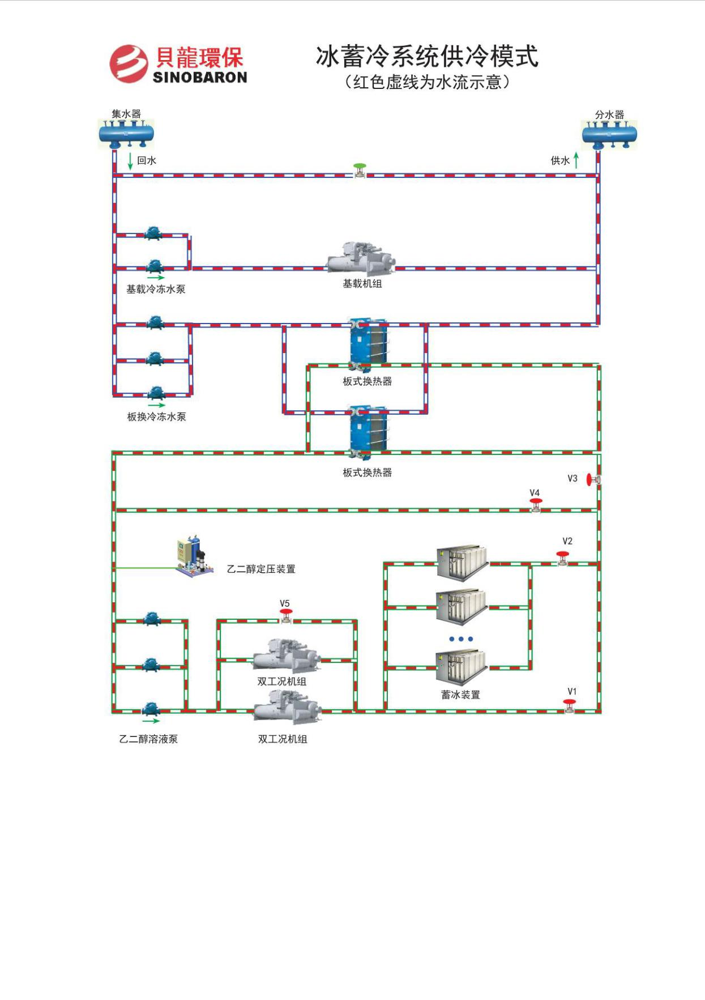 貝龍環保
SINOBARON
冰蓄冷系统供冷模式
（红色虚线为水流示意）
集水器
分水器
回水
供水
基载机组
基载冷冻水泵
板式换热器
板换冷冻水泵
板式换热器
V3
V4
V2
乙二醇定压装置
V5
双工况机组
V1
蓄冰装置
乙二醇溶液泵
双工况机组